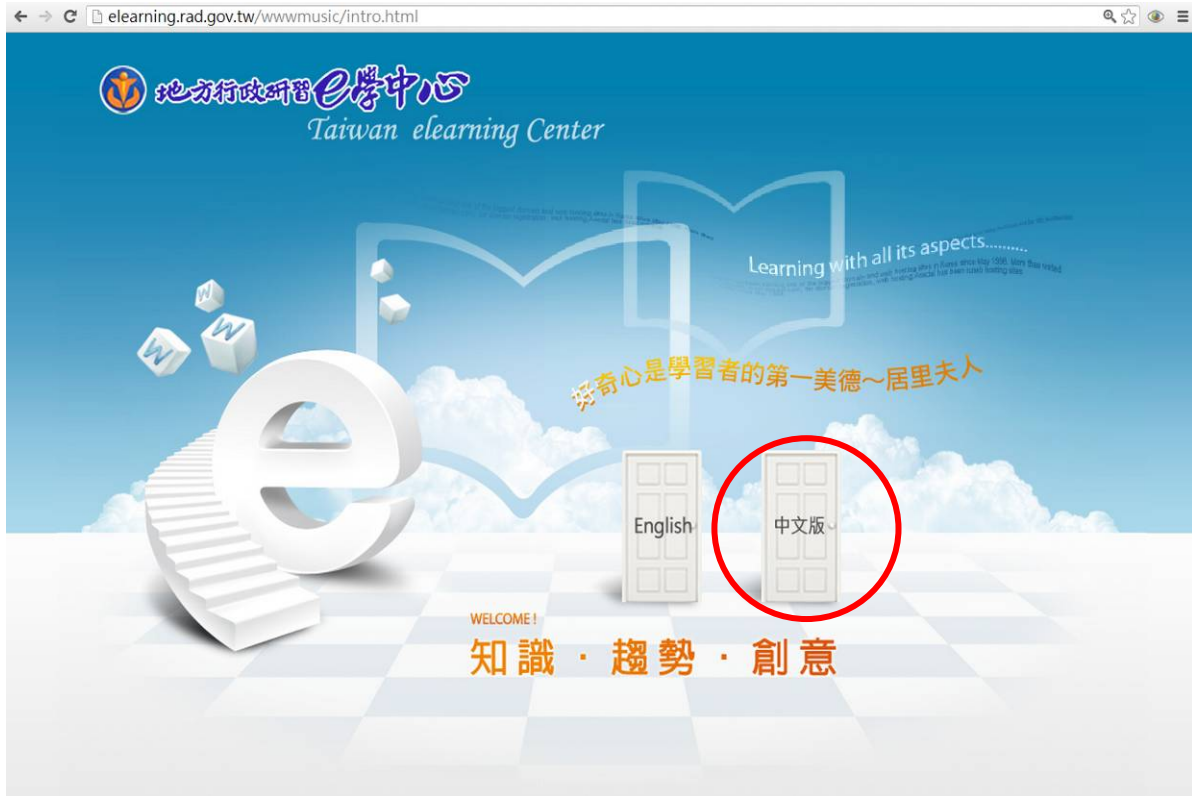 elearning.rad.gov.tw/wwwmusic/intro.html
地方行政研習e學中心
Taiwan elearning Center
Learning with all its aspects..........
W
W
W
W
好奇心是學習者的第一美德～居里夫人
English
中文版
WELCOME!
知識・趨勢・創意